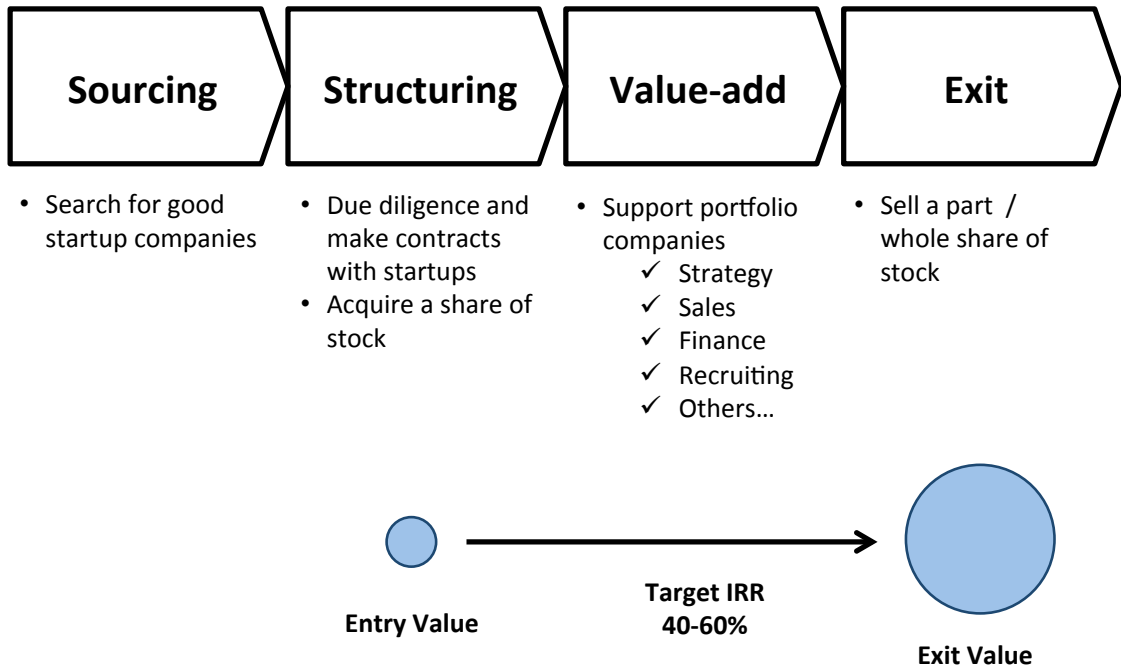 Sourcing
Structuring
Value-add
Exit
• Search for good
startup companies
• Due diligence and
make contracts
with startups
• Acquire a share of
stock
• Support portfolio
companies
✓ Strategy
✓ Sales
✓ Finance
✓ Recruiting
✓ Others…
• Sell a part / 
whole share of
stock
Entry Value
Target IRR
40-60%
Exit Value